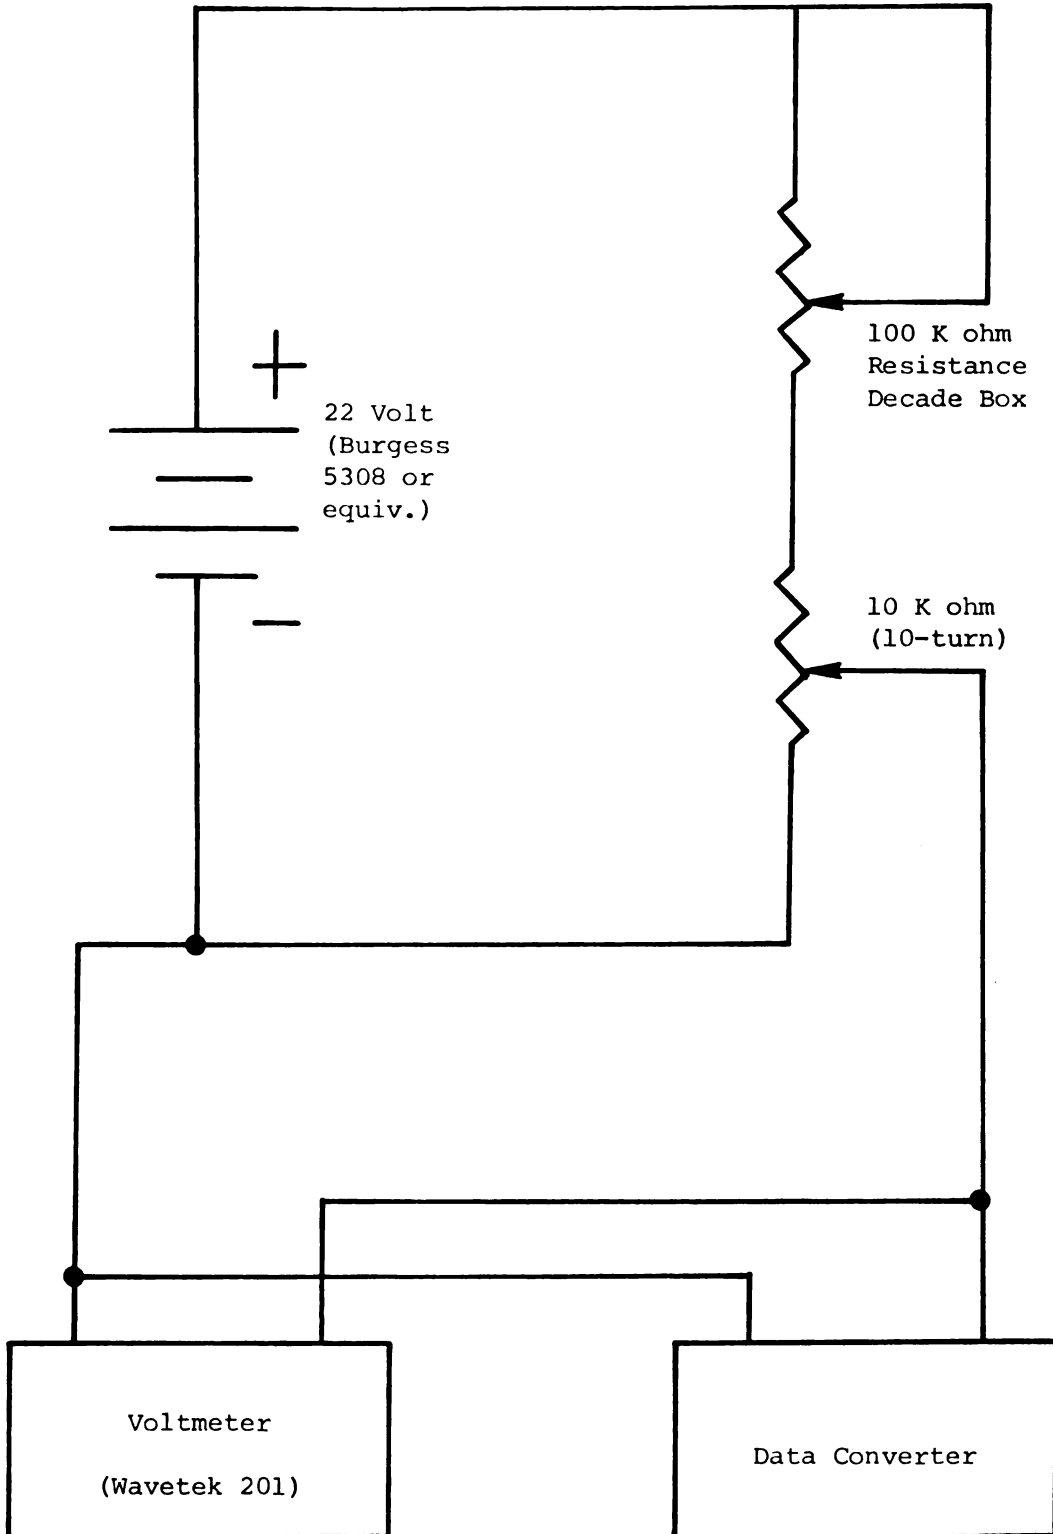 100 K ohm
Resistance
Decade Box
+
22 Volt
(Burgess
5308 or
equiv.)
10 K ohm
(10-turn)
−
Voltmeter
(Wavetek 201)
Data Converter